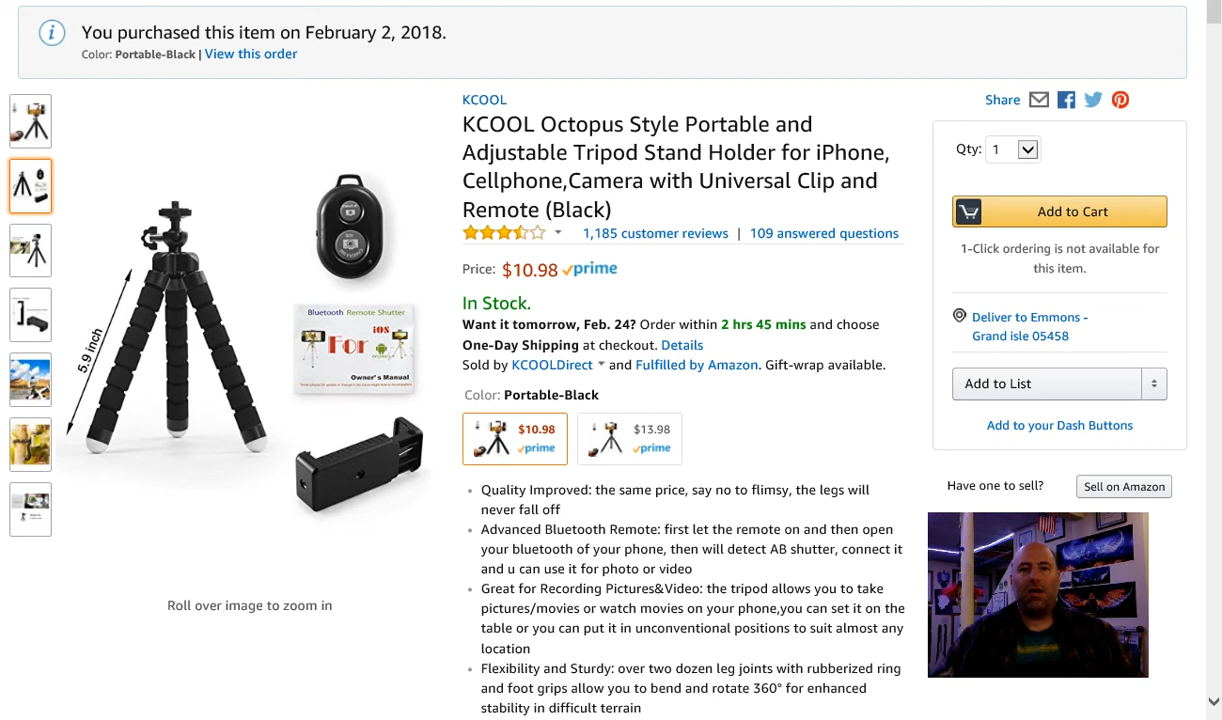 You purchased this item on February 2, 2018.
Color: Portable-Black | View this order
5.9 inch
Bluetooth Remote Shutter
For
ios
Owner's Manual
Roll over image to zoom in
KCOOL
KCOOL Octopus Style Portable and
Adjustable Tripod Stand Holder for iPhone,
Cellphone,Camera with Universal Clip and
Remote (Black)
1,185 customer reviews | 109 answered questions
Price: $10.98 prime
In Stock.
Want it tomorrow, Feb. 24? Order within 2 hrs 45 mins and choose
One-Day Shipping at checkout. Details
Sold by KCOOLDirect and Fulfilled by Amazon. Gift-wrap available.
Color: Portable-Black
$10.98
prime
$13.98
prime
Quality Improved: the same price, say no to flimsy, the legs will
never fall off
Advanced Bluetooth Remote: first let the remote on and then open
your bluetooth of your phone, then will detect AB shutter, connect it
and u can use it for photo or video
Great for Recording Pictures&Video: the tripod allows you to take
pictures/movies or watch movies on your phone,you can set it on the
table or you can put it in unconventional positions to suit almost any
location
Flexibility and Sturdy: over two dozen leg joints with rubberized ring
and foot grips allow you to bend and rotate 360° for enhanced
stability in difficult terrain
Share
Qty: 1
Add to Cart
1-Click ordering is not available for
this item.
Deliver to Emmons -
Grand isle 05458
Add to List
Add to your Dash Buttons
Have one to sell?
Sell on Amazon